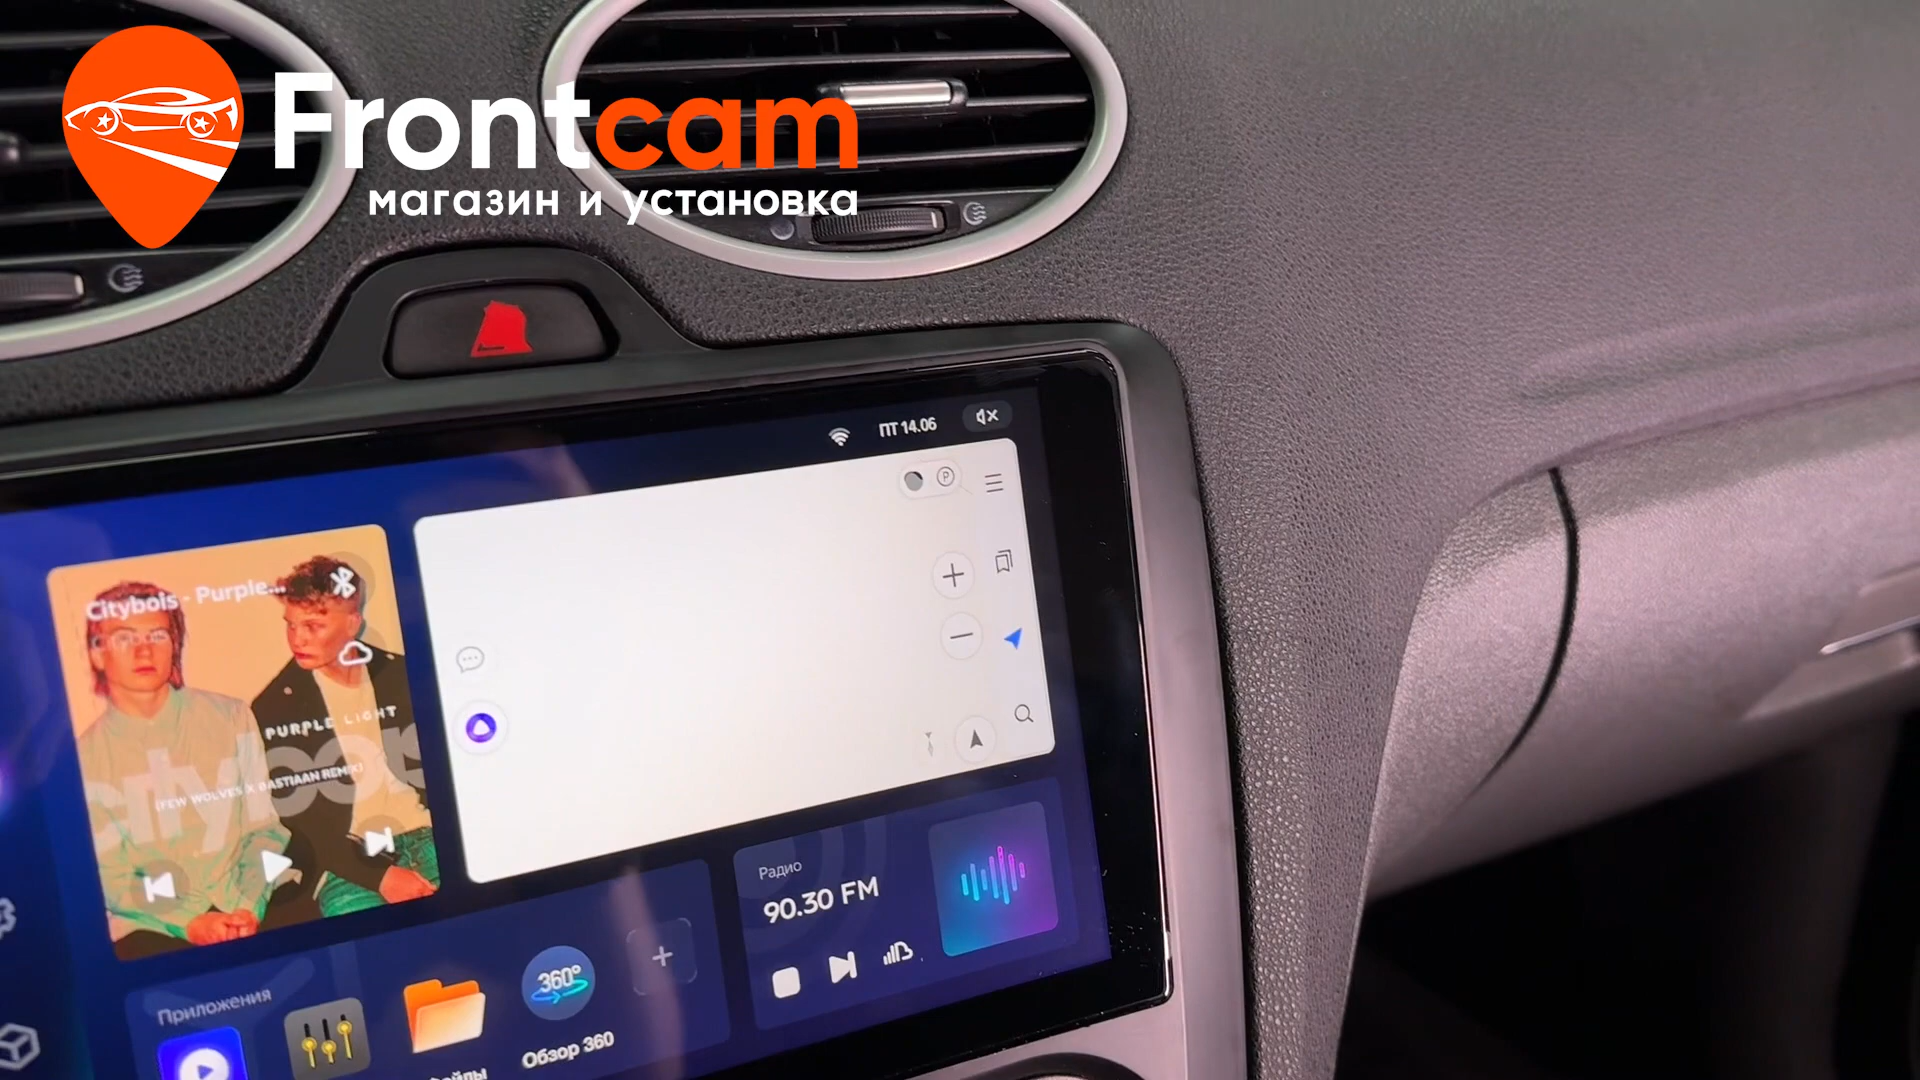 Frontcam
магазин и установка
ПТ 14.06
P
Citybois - Purple...
PURPLE LIGHT
(FEW WOLVES X BASTIAAN REMIX)
Радио
90.30 FM
Приложения
360°
Обзор 360